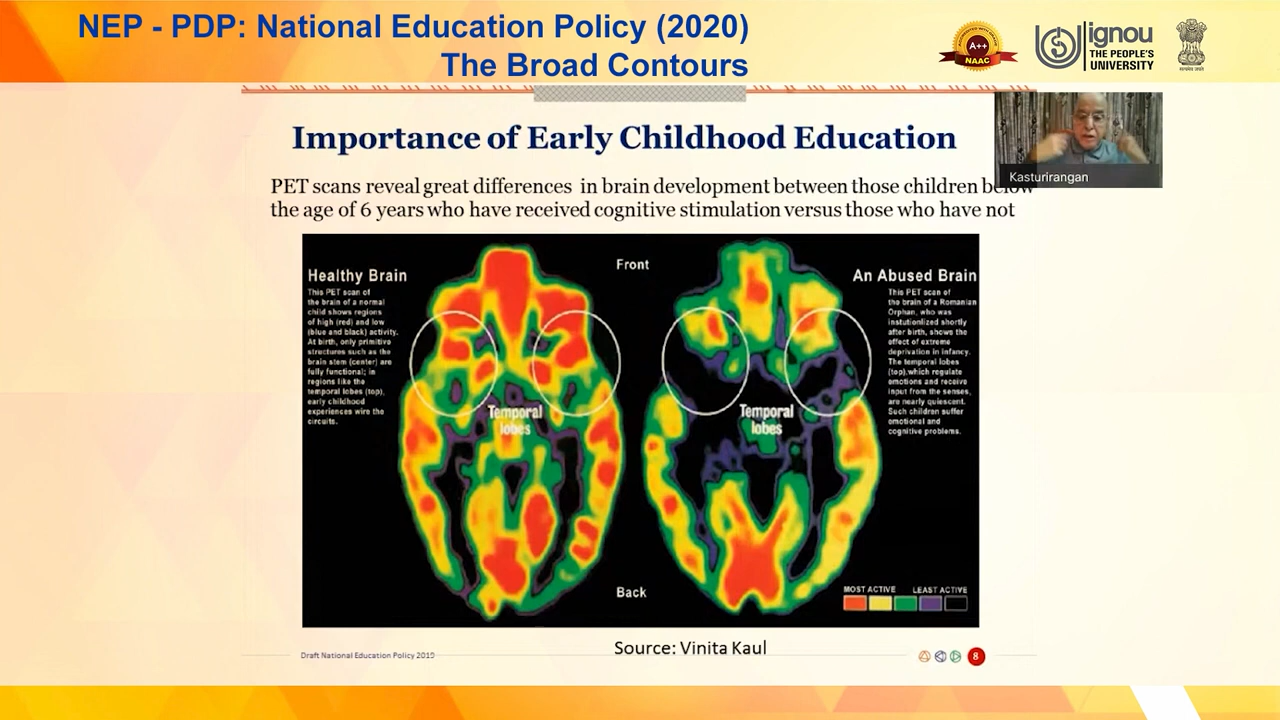 NEP - PDP: National Education Policy (2020)
The Broad Contours
A++
NAAC
ignou
THE PEOPLE'S
UNIVERSITY
Importance of Early Childhood Education
Kasturirangan
PET scans reveal great differences in brain development between those children below
the age of 6 years who have received cognitive stimulation versus those who have not
Healthy Brain
This PET scan of
the brain of a normal
child shows regions
of high (red) and low
(blue and black) activity.
At birth, only primitive
structures such as the
brain stem (center) are
fully functional; in
regions like the
temporal lobes (top),
early childhood
experiences wire the
circuits.
Front
Temporal
lobes
Back
An Abused Brain
This PET scan of
the brain of a Romanian
Orphan, who was
instutionized shortly
after birth, shows the
effect of extreme
deprivation in infancy.
The temporal lobes
(top),which regulate
emotions and receive
input from the senses,
are nearly quiescent.
Such children suffer
emotional and
cognitive problems.
Temporal
lobes
MOST ACTIVE LEAST ACTIVE
Source: Vinita Kaul
Draft National Education Policy 2019
8